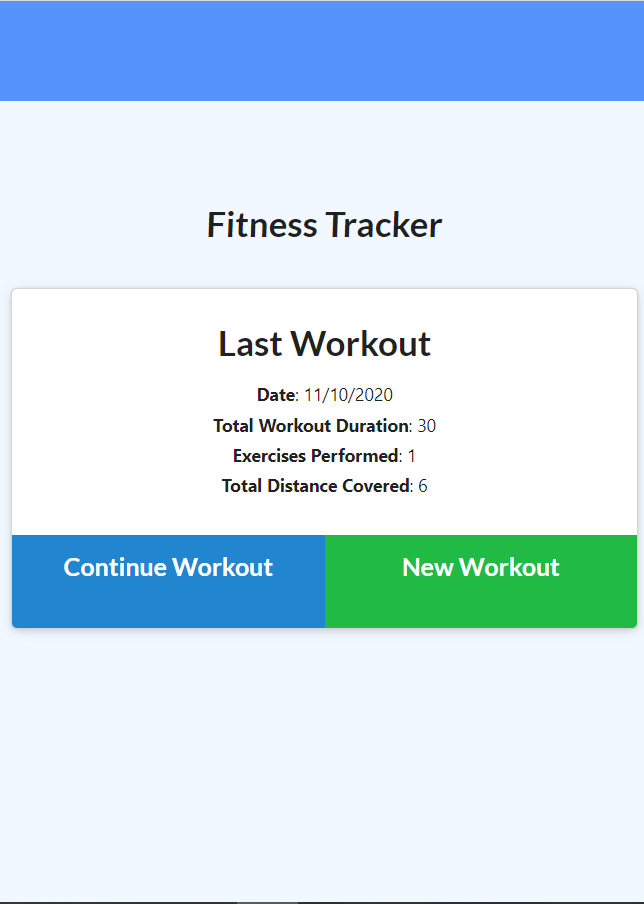 Fitness Tracker
Last Workout
Date: 11/10/2020
Total Workout Duration: 30
Exercises Performed: 1
Total Distance Covered: 6
Continue Workout
New Workout